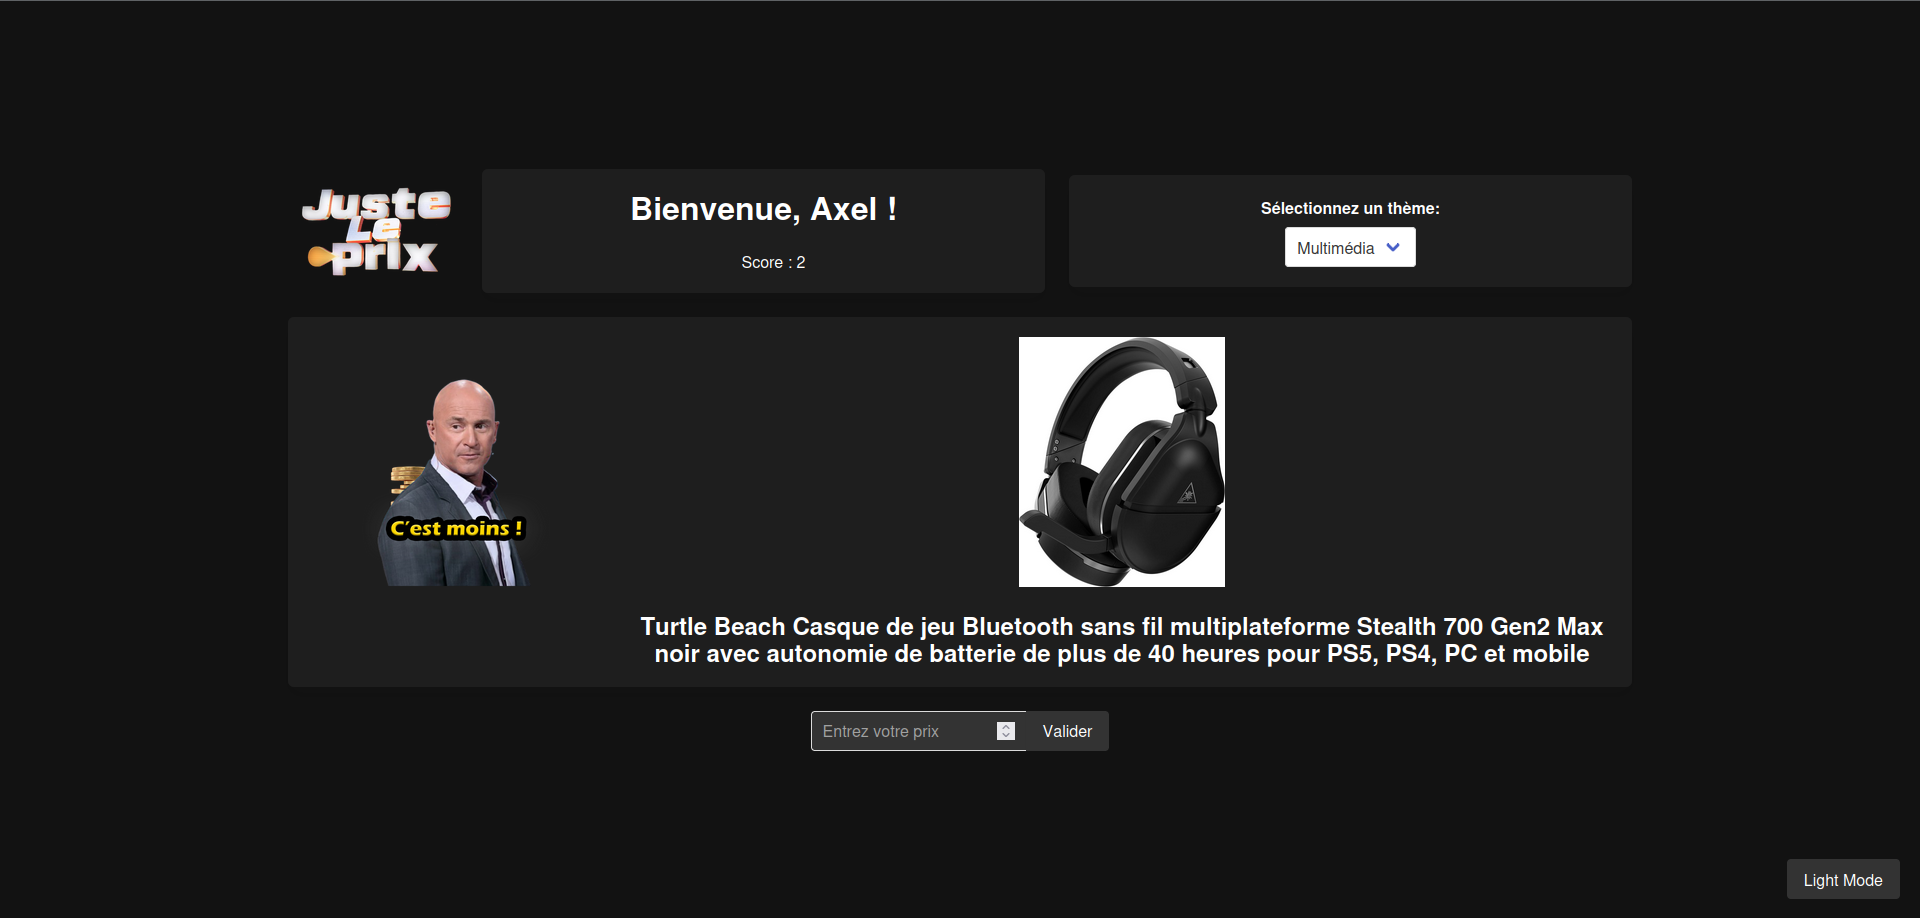 Juste
Le
prix
Bienvenue, Axel !
Score : 2
Sélectionnez un thème:
Multimédia
C'est moins !
Turtle Beach Casque de jeu Bluetooth sans fil multiplateforme Stealth 700 Gen2 Max
noir avec autonomie de batterie de plus de 40 heures pour PS5, PS4, PC et mobile
Entrez votre prix
Valider
Light Mode